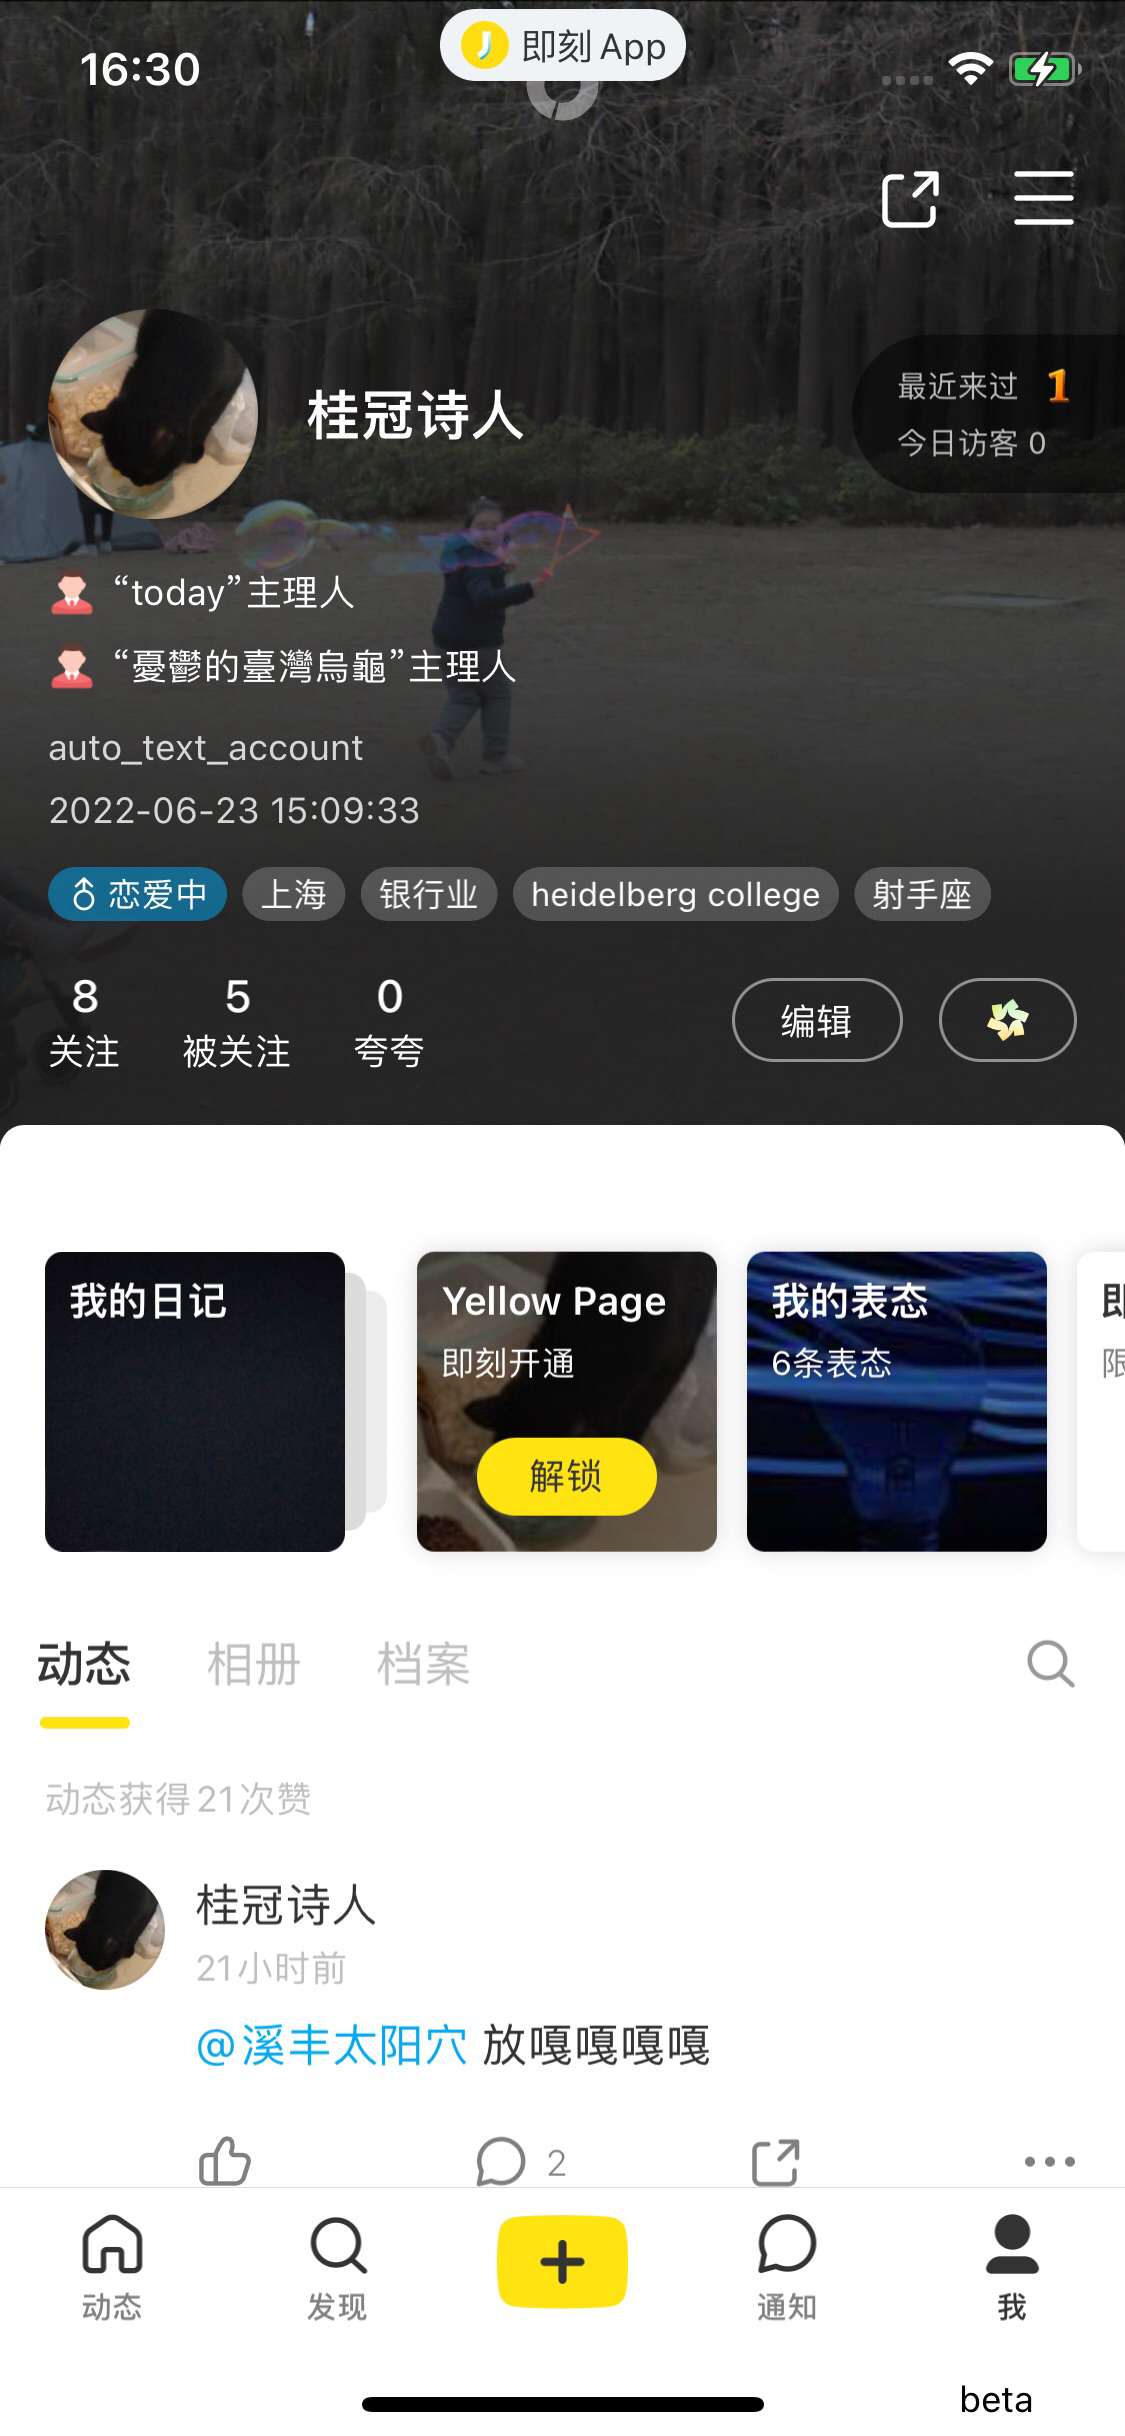 16:30
即刻 App
桂冠诗人
最近来过 1
今日访客 0
“today”主理人
“憂鬱的臺灣烏龜”主理人
auto_text_account
2022-06-23 15:09:33
恋爱中 上海 银行业 heidelberg college 射手座
8 5 0
关注 被关注 夸夸
编辑
我的日记
Yellow Page
即刻开通
解锁
我的表态
6条表态
动态 相册 档案
动态获得21次赞
桂冠诗人
21小时前
@溪丰太阳穴 放嘎嘎嘎嘎
2
动态 发现 通知 我
beta